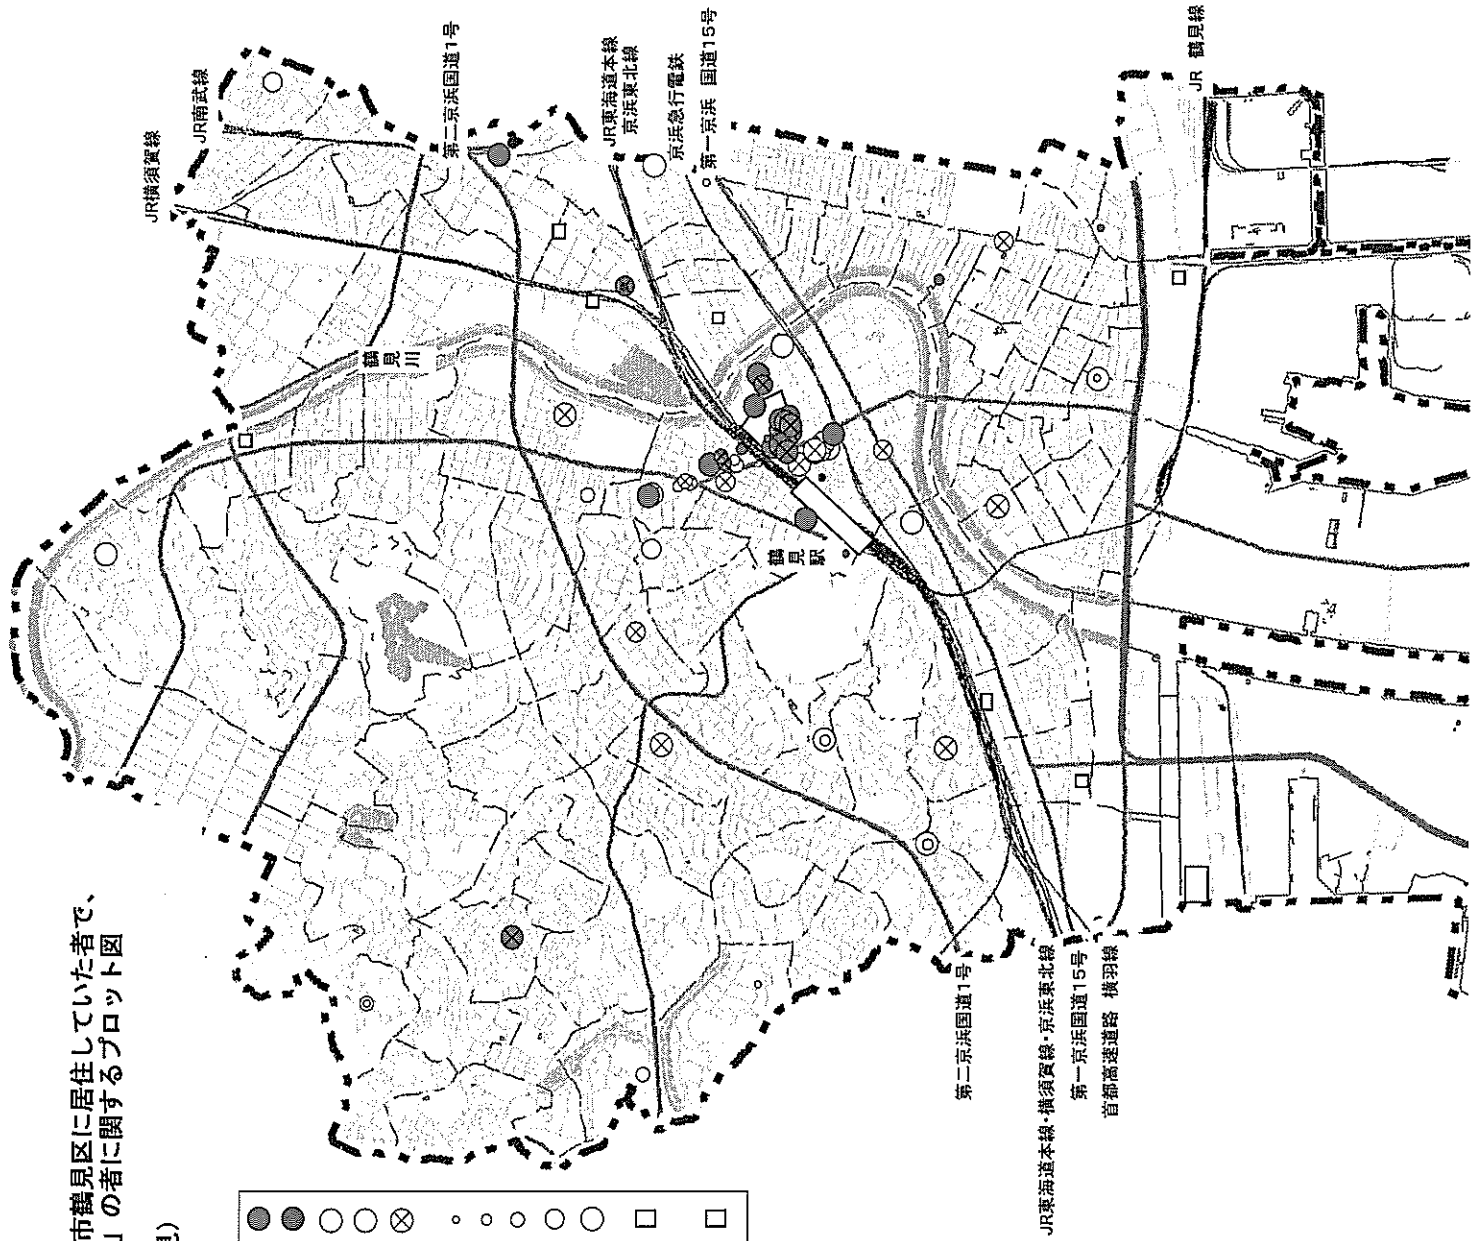 市鶴見区に居住していた者で、
」の者に関するプロット図
JR横須賀線
JR南武線
第二京浜国道1号
JR東海道本線
京浜東北線
京浜急行電鉄
第一京浜 国道15号
JR 鶴見線
鶴見川
鶴見駅
第二京浜国道1号
JR東海道本線・横須賀線・京浜東北線
第一京浜国道15号
首都高速道路 横羽線